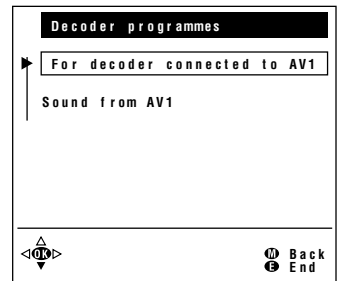 Decoder programmes
For decoder connected to AV1
Sound from AV1
OK
M Back
E End